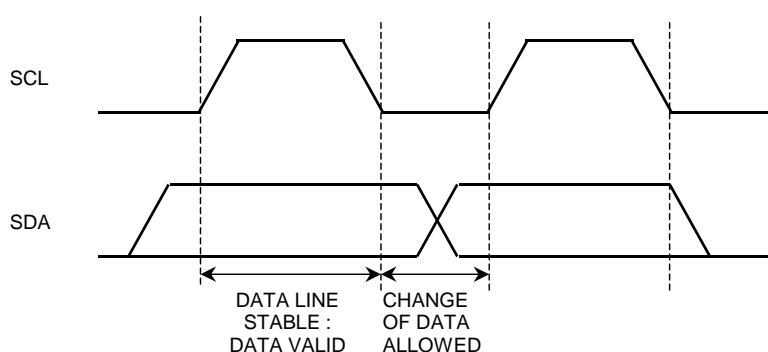 SCL
SDA
DATA LINE
STABLE :
DATA VALID
CHANGE
OF DATA
ALLOWED